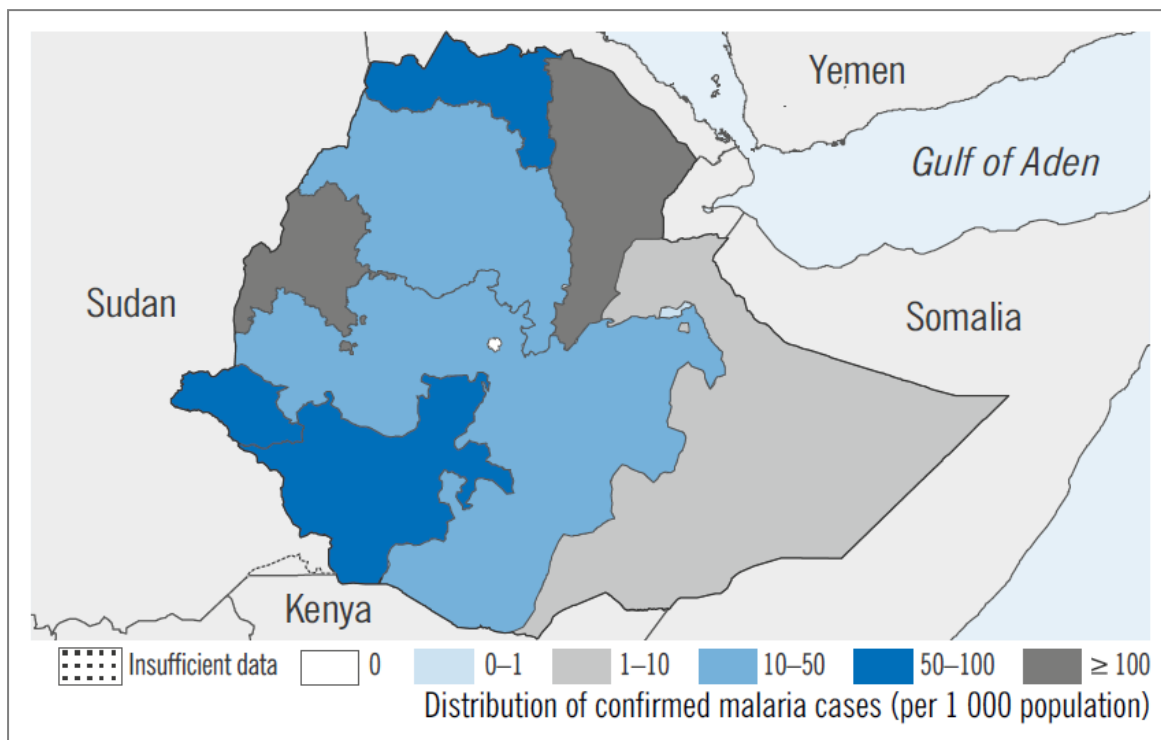 Yemen
Gulf of Aden
Sudan
Somalia
Kenya
Insufficient data 0 0–1 1–10 10–50 50–100 ≥ 100
Distribution of confirmed malaria cases (per 1 000 population)